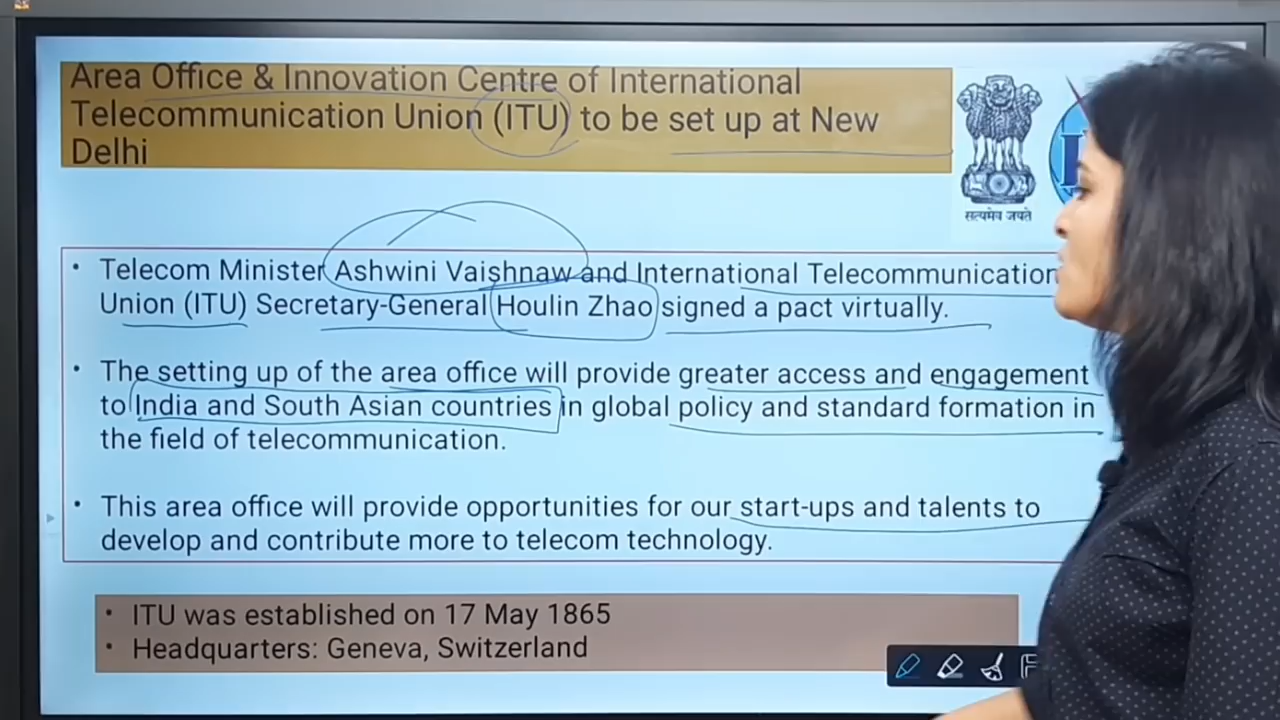 Area Office & Innovation Centre of International
Telecommunication Union (ITU) to be set up at New
Delhi
सत्यमेव जयते
• Telecom Minister Ashwini Vaishnaw and International Telecommunication
Union (ITU) Secretary-General Houlin Zhao signed a pact virtually.
• The setting up of the area office will provide greater access and engagement
to India and South Asian countries in global policy and standard formation in
the field of telecommunication.
• This area office will provide opportunities for our start-ups and talents to
develop and contribute more to telecom technology.
• ITU was established on 17 May 1865
• Headquarters: Geneva, Switzerland